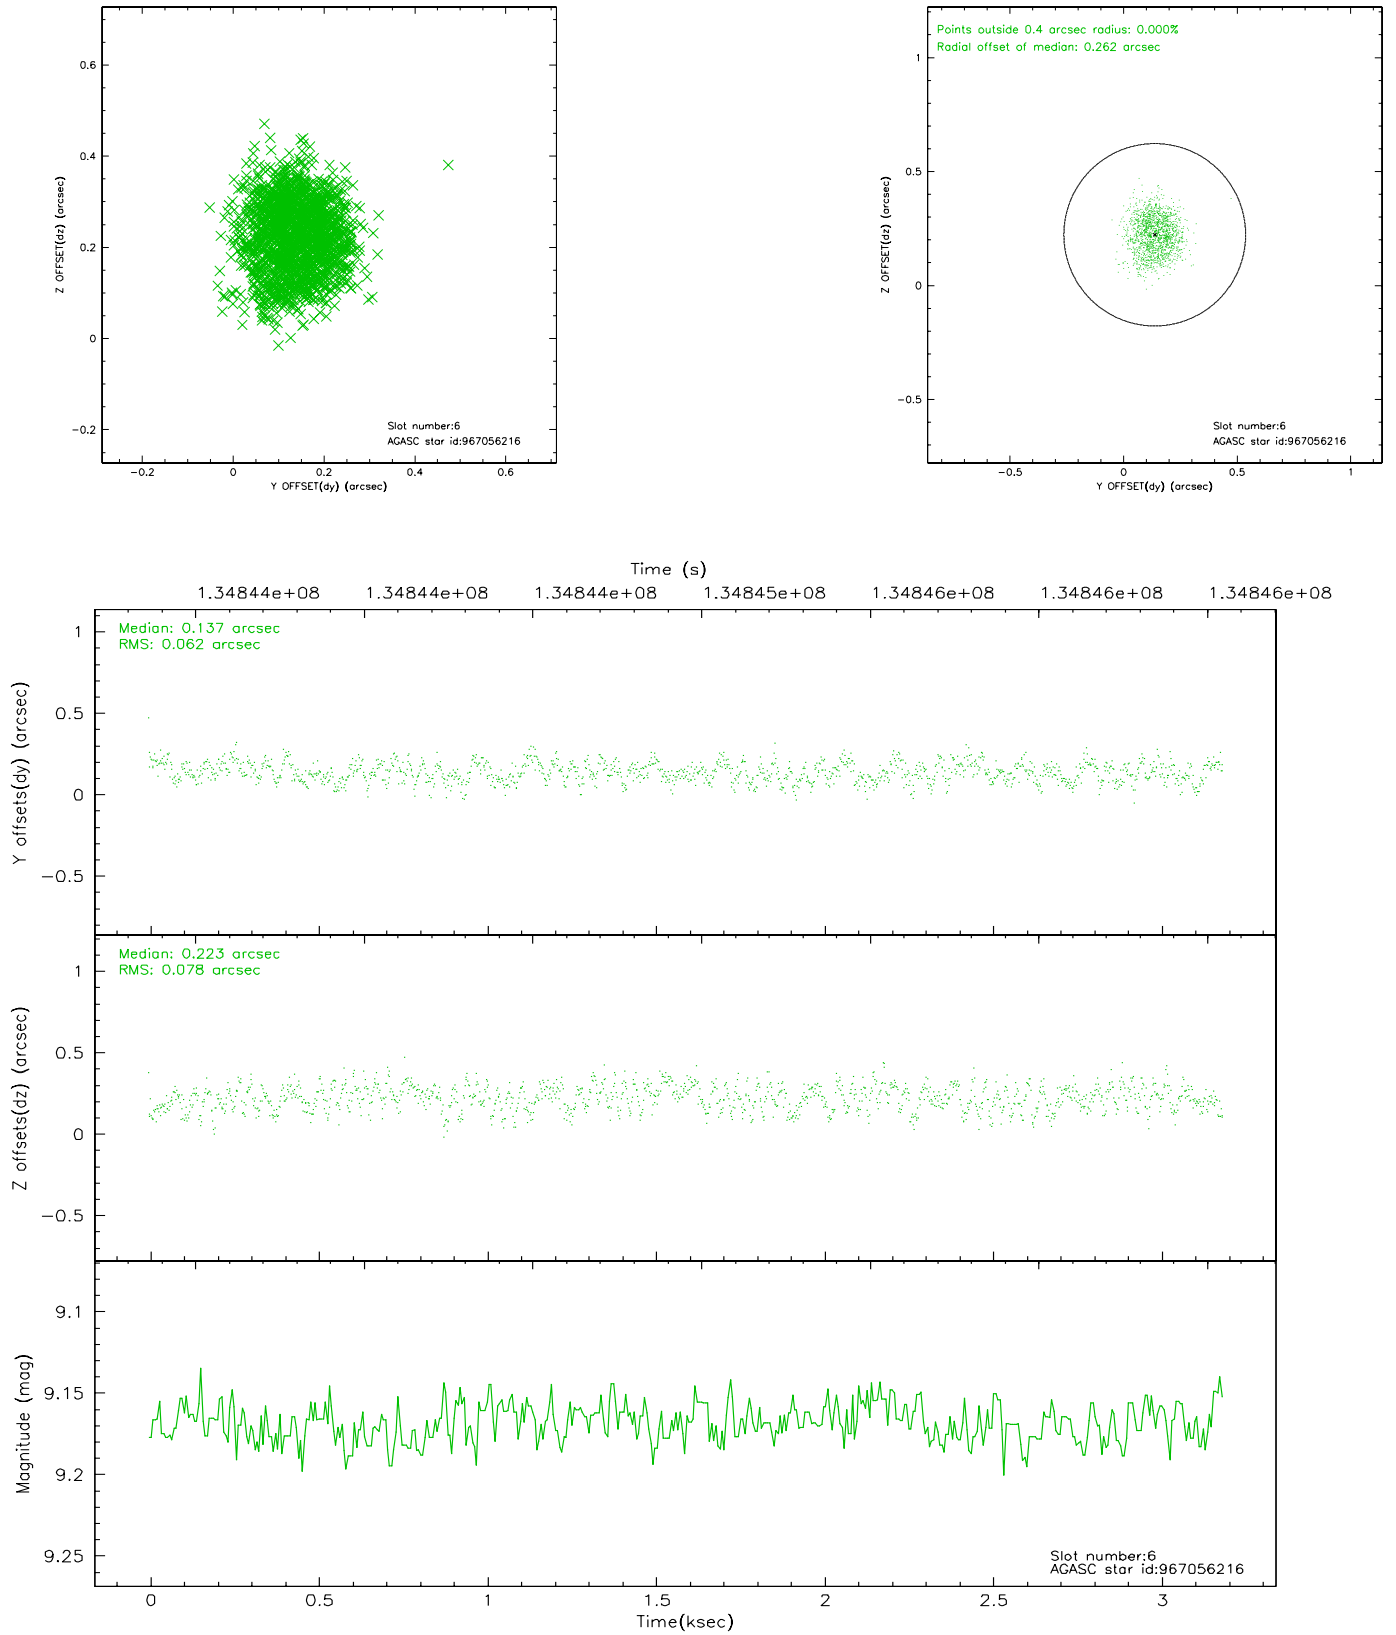 Points outside 0.4 arcsec radius: 0.000%
Radial offset of median: 0.262 arcsec
0.6
0.4
0.2
0
-0.2
Z OFFSET(dz) (arcsec)
Slot number:6
AGASC star id:967056216
-0.2 0 0.2 0.4 0.6
Y OFFSET(dy) (arcsec)
1
0.5
0
-0.5
Z OFFSET(dz) (arcsec)
Slot number:6
AGASC star id:967056216
-0.5 0 0.5 1
Y OFFSET(dy) (arcsec)
Time (s)
1.34844e+08 1.34844e+08 1.34844e+08 1.34845e+08 1.34846e+08 1.34846e+08 1.34846e+08
Median: 0.137 arcsec
RMS: 0.062 arcsec
1
0.5
0
-0.5
Y offsets(dy) (arcsec)
Median: 0.223 arcsec
RMS: 0.078 arcsec
1
0.5
0
-0.5
Z offsets(dz) (arcsec)
9.1
9.15
9.2
9.25
Magnitude (mag)
Slot number:6
AGASC star id:967056216
0 0.5 1 1.5 2 2.5 3
Time(ksec)